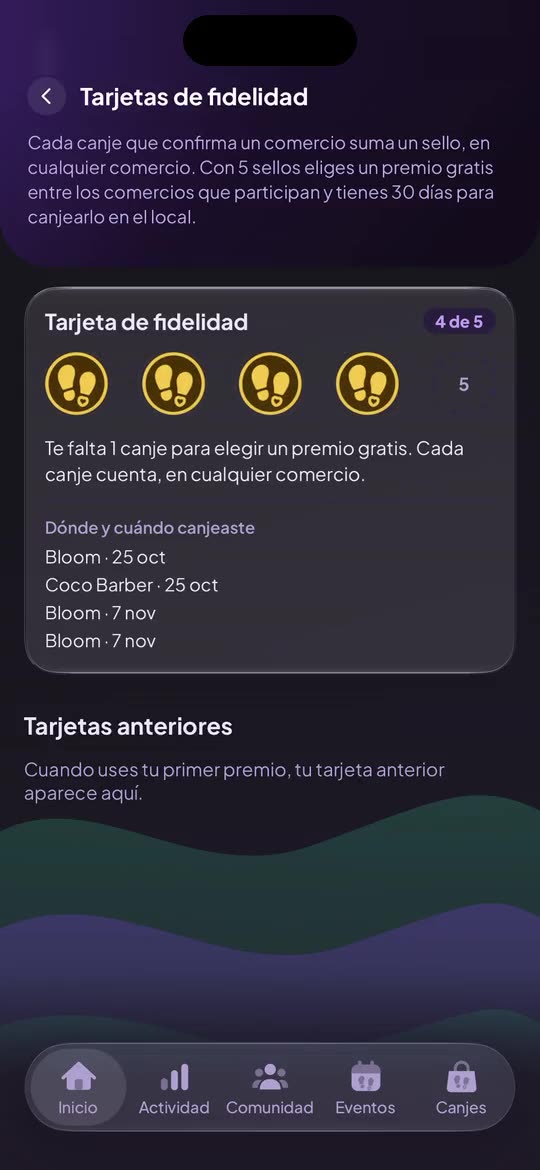 Tarjetas de fidelidad
Cada canje que confirma un comercio suma un sello, en
cualquier comercio. Con 5 sellos eliges un premio gratis
entre los comercios que participan y tienes 30 días para
canjearlo en el local.
Tarjeta de fidelidad
4 de 5
5
Te falta 1 canje para elegir un premio gratis. Cada
canje cuenta, en cualquier comercio.
Dónde y cuándo canjeaste
Bloom · 25 oct
Coco Barber · 25 oct
Bloom · 7 nov
Bloom · 7 nov
Tarjetas anteriores
Cuando uses tu primer premio, tu tarjeta anterior
aparece aquí.
Inicio
Actividad
Comunidad
Eventos
Canjes